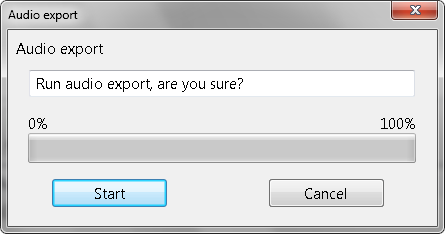 Audio export
Audio export
Run audio export, are you sure?
0% 100%
Start Cancel